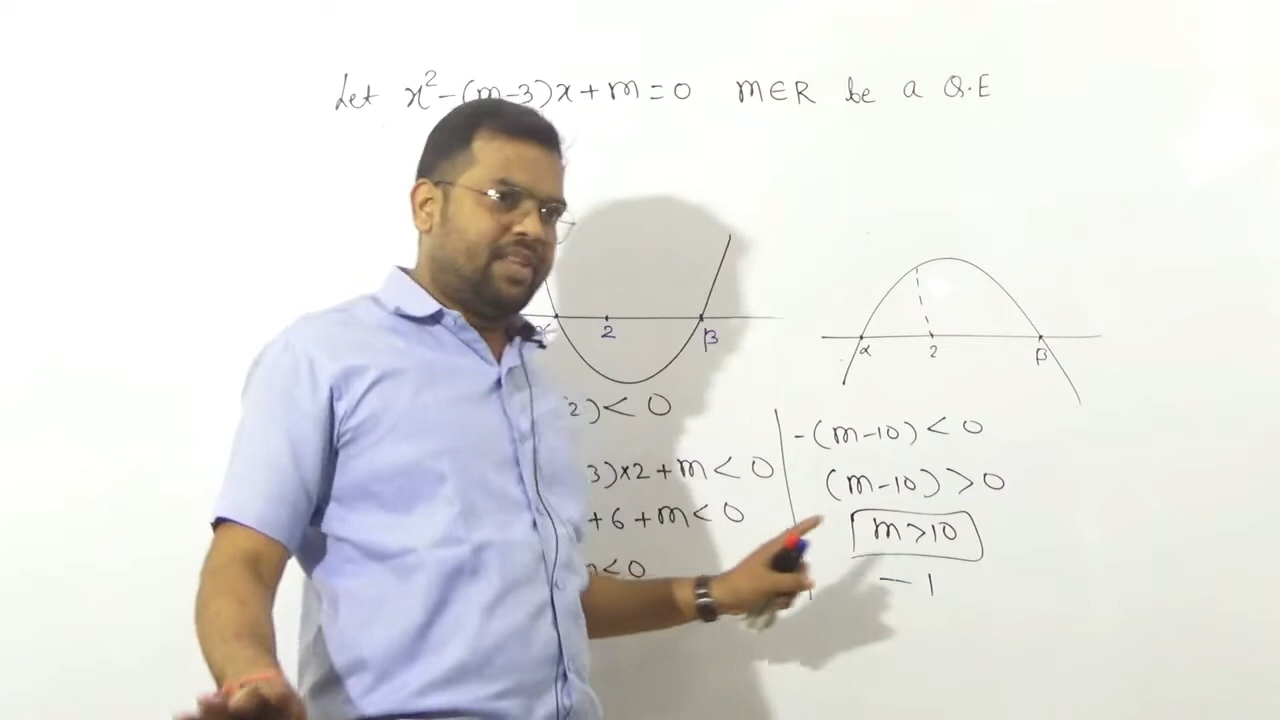 Let x² - (m-3)x + m = 0 m∈R be a Q.E
α 2 β
α 2 β
2) < 0
3)×2 + m < 0
+ 6 + m < 0
< 0
-(m-10) < 0
(m-10) > 0
m > 10
- 1